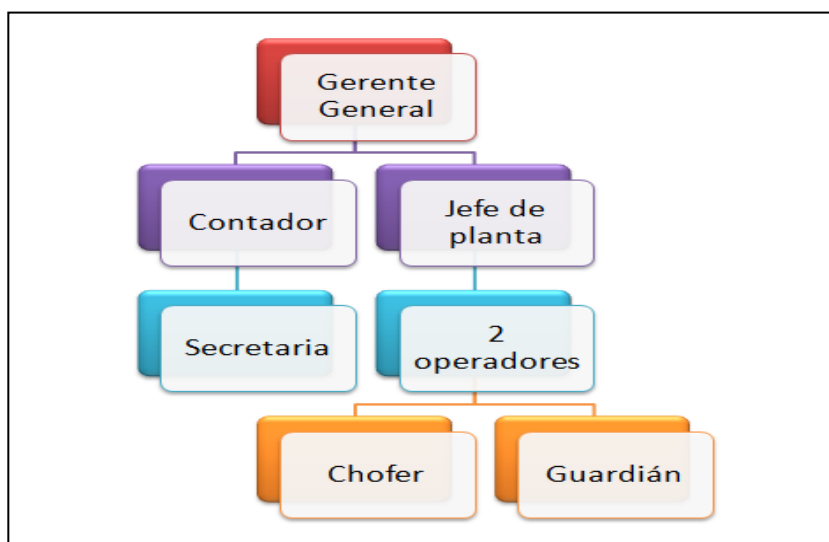 Gerente
General
Contador
Jefe de
planta
Secretaria
2
operadores
Chofer
Guardián